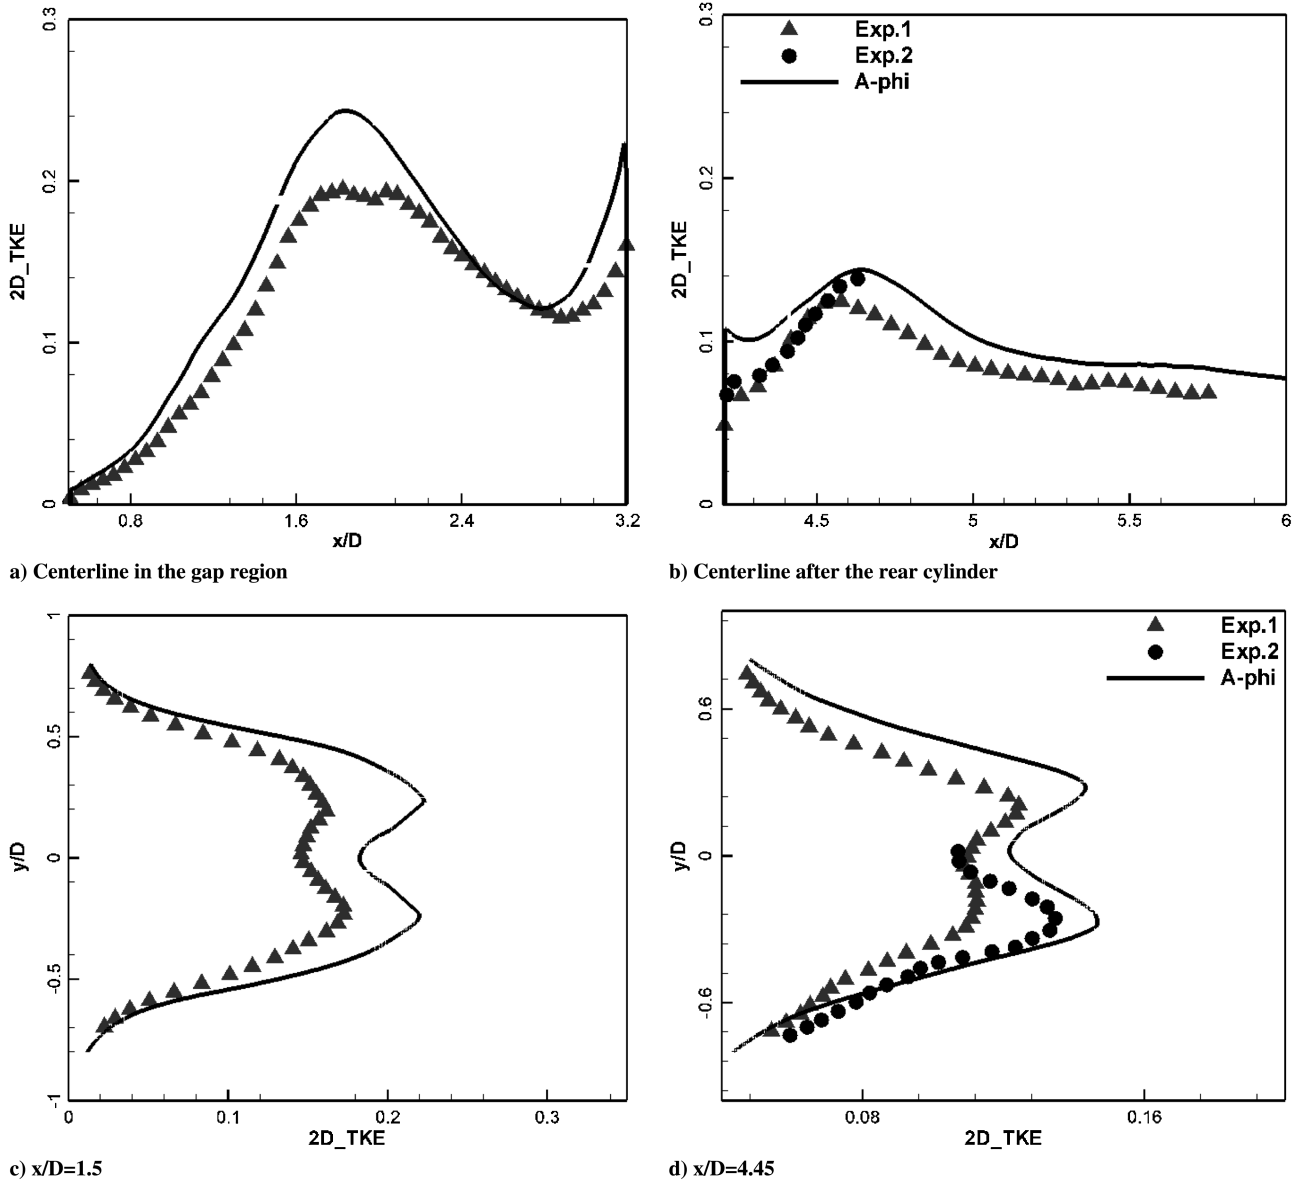 0.3
0.2
0.1
0
2D_TKE
0.8
1.6
2.4
3.2
x/D
a) Centerline in the gap region
0.3
0.2
0.1
0
2D_TKE
Exp.1
Exp.2
A-phi
4.5
5
5.5
6
x/D
b) Centerline after the rear cylinder
1
0.5
0
-0.5
-1
y/D
0
0.1
0.2
0.3
2D_TKE
c) x/D=1.5
0.6
0
-0.6
y/D
Exp.1
Exp.2
A-phi
0.08
0.16
2D_TKE
d) x/D=4.45